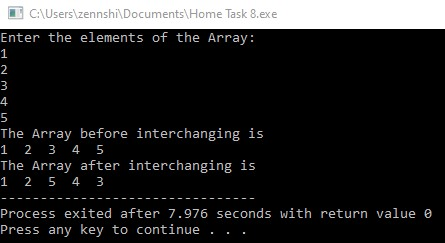 C:\Users\zennshi\Documents\Home Task 8.exe
Enter the elements of the Array:
1
2
3
4
5
The Array before interchanging is
1  2  3  4  5
The Array after interchanging is
1  2  5  4  3
--------------------------------
Process exited after 7.976 seconds with return value 0
Press any key to continue . . .